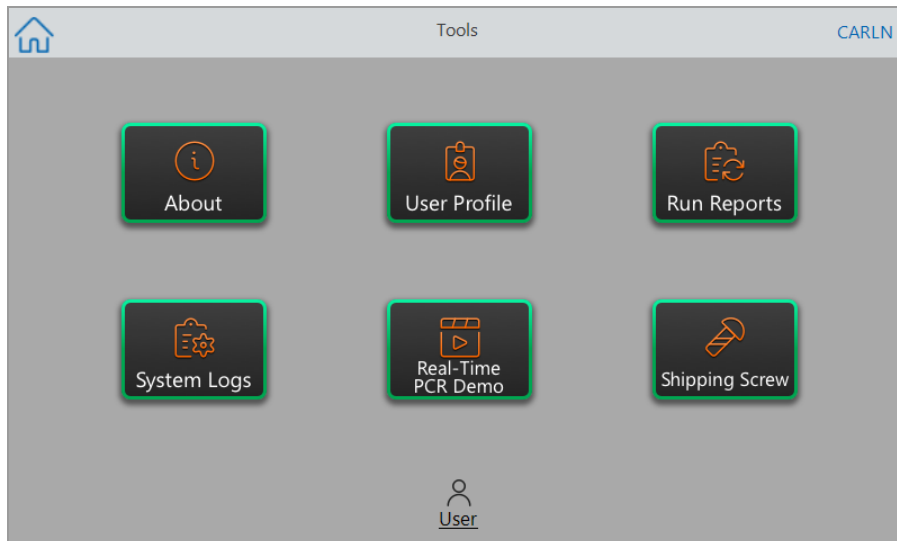 Tools
CARLN
About
User Profile
Run Reports
System Logs
Real-Time
PCR Demo
Shipping Screw
User